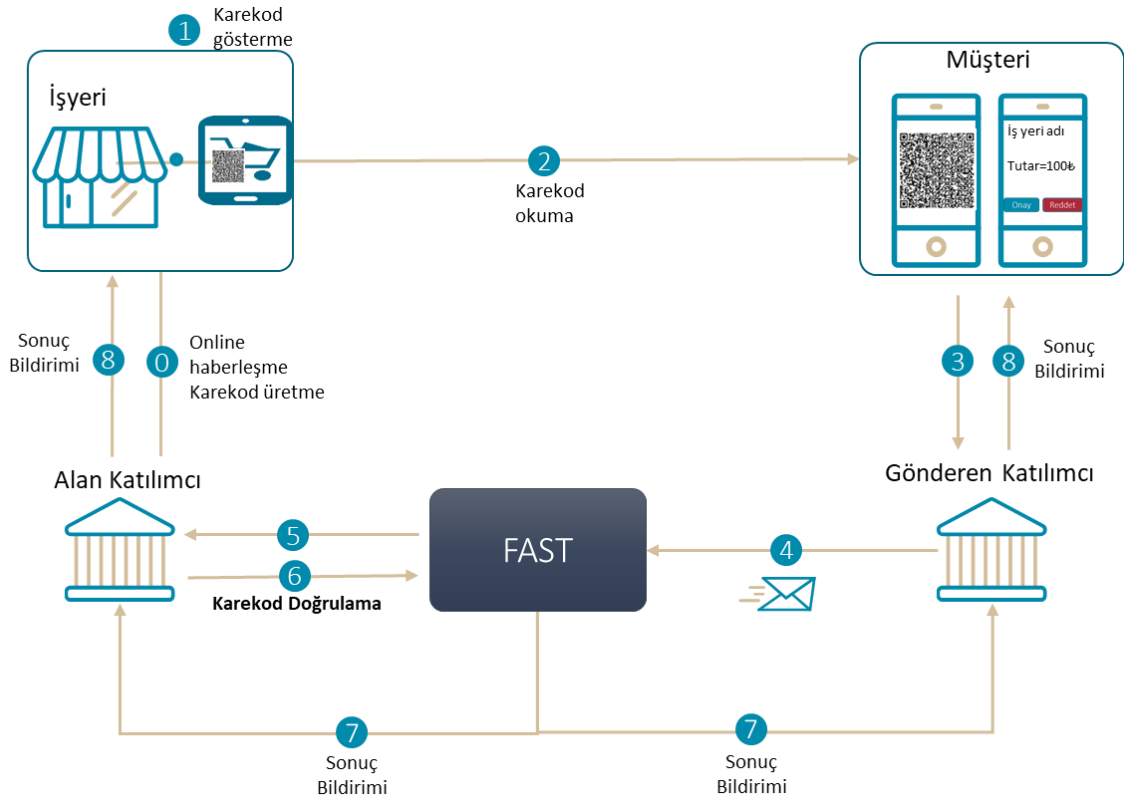 1
Karekod
gösterme
İşyeri
Müşteri
İş yeri adı
Tutar=100₺
Onay
Reddet
2
Karekod
okuma
Sonuç
Bildirimi
8
0
Online
haberleşme
Karekod üretme
3
8
Sonuç
Bildirimi
Alan Katılımcı
Gönderen Katılımcı
5
FAST
4
6
Karekod Doğrulama
7
Sonuç
Bildirimi
7
Sonuç
Bildirimi